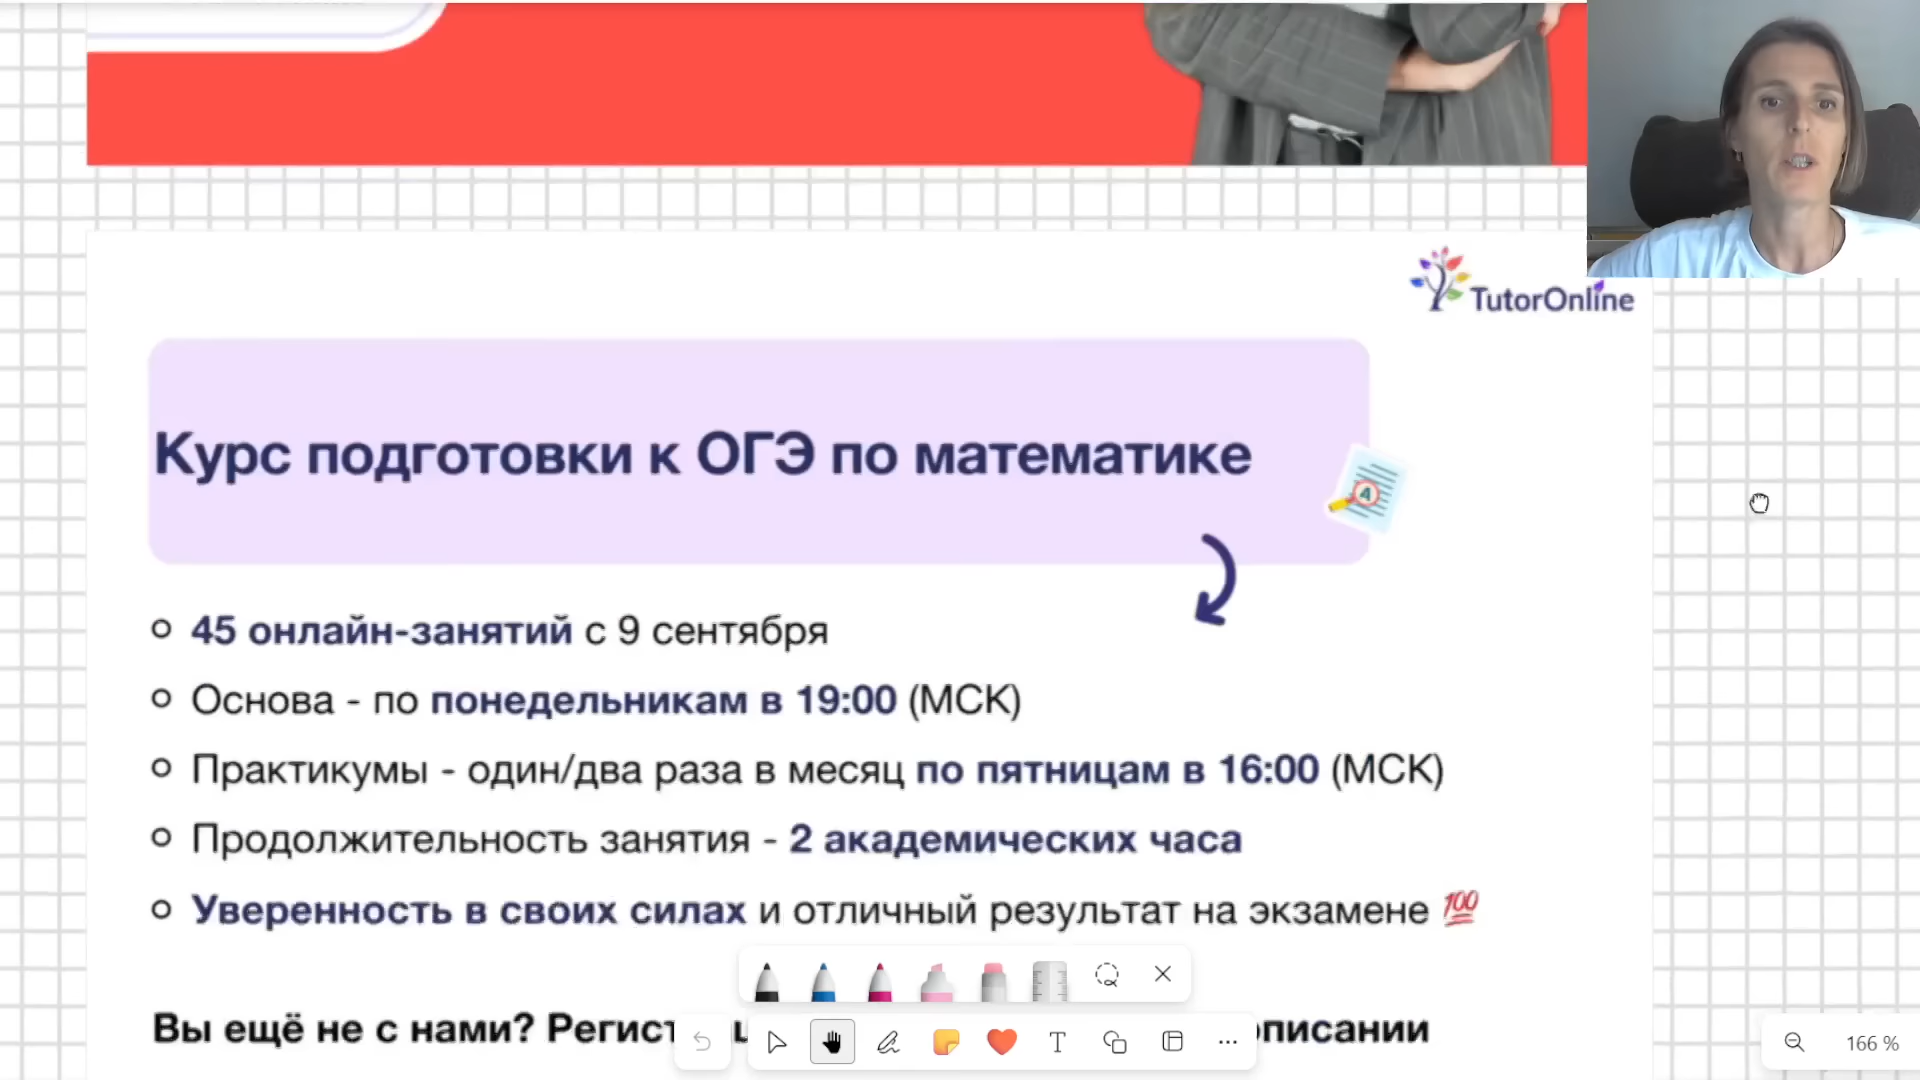 TutorOnline
Курс подготовки к ОГЭ по математике
45 онлайн-занятий с 9 сентября
Основа - по понедельникам в 19:00 (МСК)
Практикумы - один/два раза в месяц по пятницам в 16:00 (МСК)
Продолжительность занятия - 2 академических часа
Уверенность в своих силах и отличный результат на экзамене 💯
Вы ещё не с нами? описании
166 %